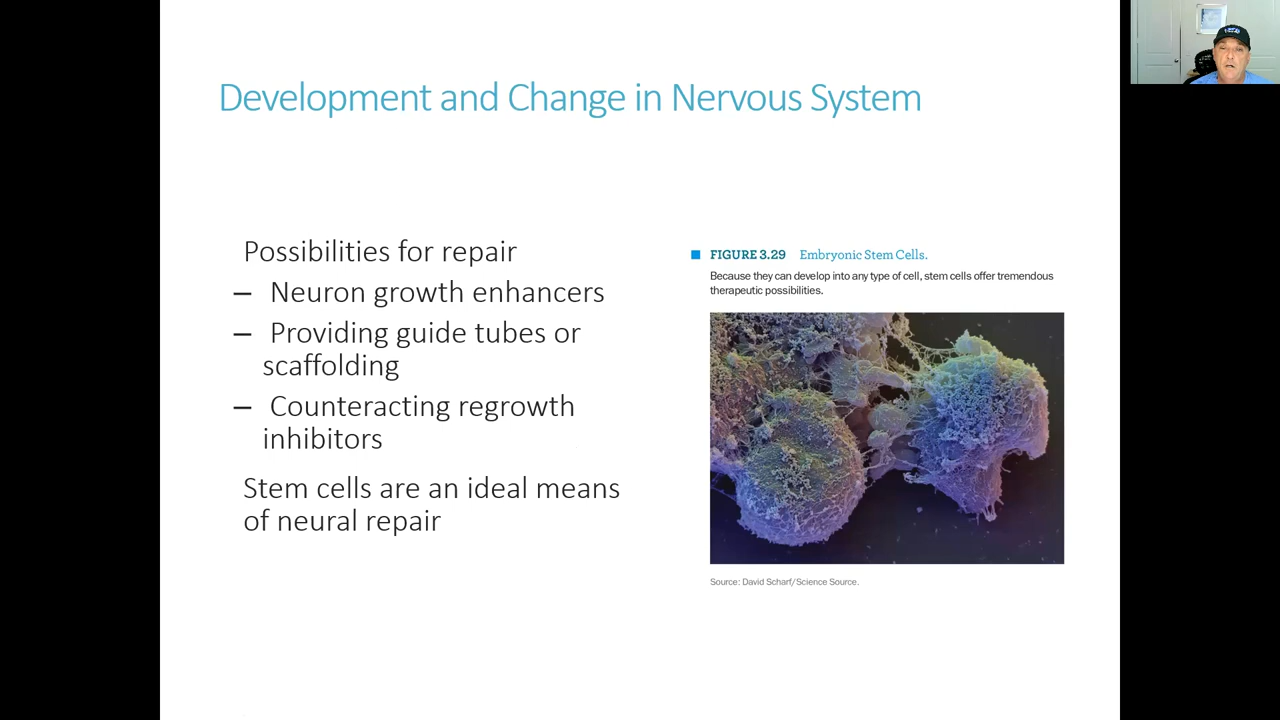 Development and Change in Nervous System
Possibilities for repair
– Neuron growth enhancers
– Providing guide tubes or
scaffolding
– Counteracting regrowth
inhibitors
Stem cells are an ideal means
of neural repair
FIGURE 3.29 Embryonic Stem Cells.
Because they can develop into any type of cell, stem cells offer tremendous
therapeutic possibilities.
Source: David Scharf/Science Source.